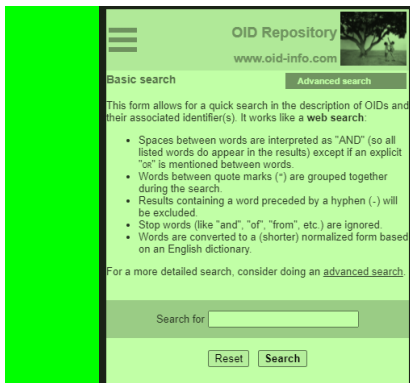 OID Repository
www.oid-info.com
Basic search
Advanced search
This form allows for a quick search in the description of OIDs and
their associated identifier(s). It works like a web search:
• Spaces between words are interpreted as "AND" (so all
listed words do appear in the results) except if an explicit
"OR" is mentioned between words.
• Words between quote marks (") are grouped together
during the search.
• Results containing a word preceded by a hyphen (-) will
be excluded.
• Stop words (like "and", "of", "from", etc.) are ignored.
• Words are converted to a (shorter) normalized form based
on an English dictionary.
For a more detailed search, consider doing an advanced search.
Search for
Reset Search